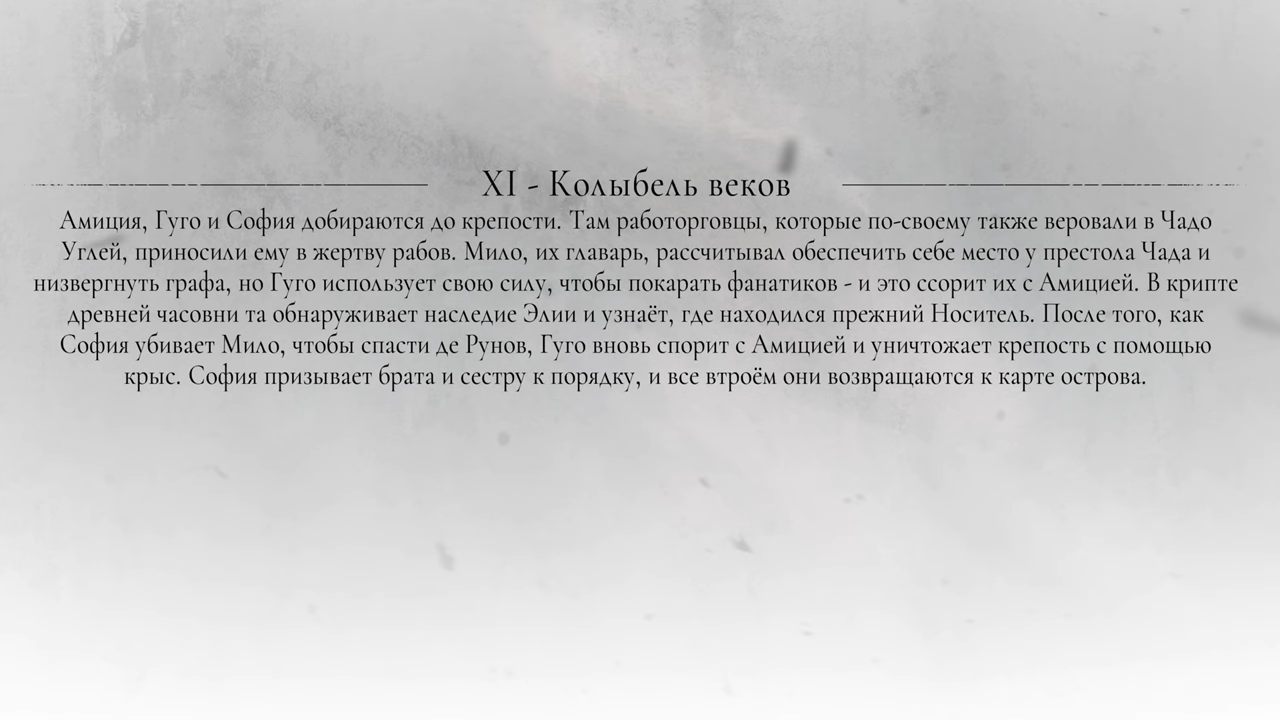 XI - Колыбель веков
Амиция, Гуго и София добираются до крепости. Там работорговцы, которые по-своему также веровали в Чадо
Углей, приносили ему в жертву рабов. Мило, их главарь, рассчитывал обеспечить себе место у престола Чада и
низвергнуть графа, но Гуго использует свою силу, чтобы покарать фанатиков - и это ссорит их с Амицией. В крипте
древней часовни та обнаруживает наследие Элии и узнаёт, где находился прежний Носитель. После того, как
София убивает Мило, чтобы спасти де Рунов, Гуго вновь спорит с Амицией и уничтожает крепость с помощью
крыс. София призывает брата и сестру к порядку, и все втроём они возвращаются к карте острова.